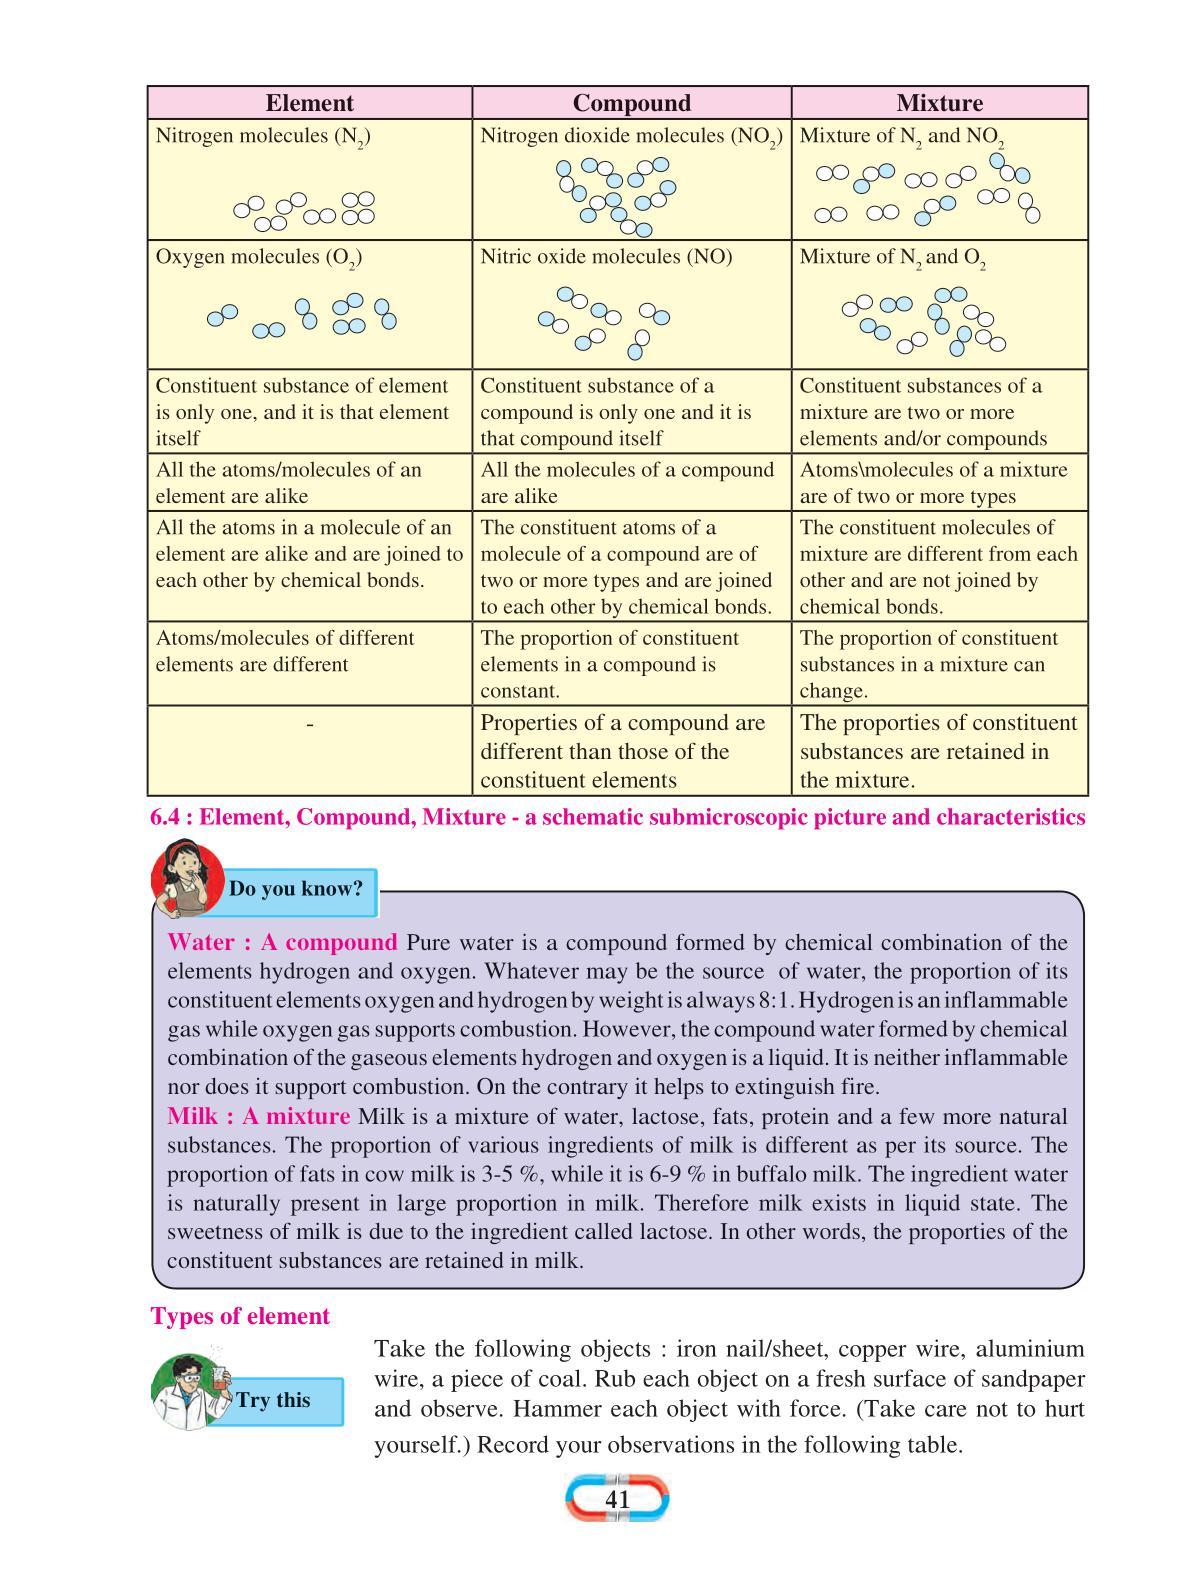 Element Compound Mixture
Nitrogen molecules (N2)
Nitrogen dioxide molecules (NO2)
Mixture of N2 and NO2
Oxygen molecules (O2)
Nitric oxide molecules (NO)
Mixture of N2 and O2
Constituent substance of element
is only one, and it is that element
itself
Constituent substance of a
compound is only one and it is
that compound itself
Constituent substances of a
mixture are two or more
elements and/or compounds
All the atoms/molecules of an
element are alike
All the molecules of a compound
are alike
Atoms\molecules of a mixture
are of two or more types
All the atoms in a molecule of an
element are alike and are joined to
each other by chemical bonds.
The constituent atoms of a
molecule of a compound are of
two or more types and are joined
to each other by chemical bonds.
The constituent molecules of
mixture are different from each
other and are not joined by
chemical bonds.
Atoms/molecules of different
elements are different
The proportion of constituent
elements in a compound is
constant.
The proportion of constituent
substances in a mixture can
change.
-
Properties of a compound are
different than those of the
constituent elements
The proporties of constituent
substances are retained in
the mixture.
6.4 : Element, Compound, Mixture - a schematic submicroscopic picture and characteristics
Do you know?
Water : A compound Pure water is a compound formed by chemical combination of the
elements hydrogen and oxygen. Whatever may be the source of water, the proportion of its
constituent elements oxygen and hydrogen by weight is always 8:1. Hydrogen is an inflammable
gas while oxygen gas supports combustion. However, the compound water formed by chemical
combination of the gaseous elements hydrogen and oxygen is a liquid. It is neither inflammable
nor does it support combustion. On the contrary it helps to extinguish fire.
Milk : A mixture Milk is a mixture of water, lactose, fats, protein and a few more natural
substances. The proportion of various ingredients of milk is different as per its source. The
proportion of fats in cow milk is 3-5 %, while it is 6-9 % in buffalo milk. The ingredient water
is naturally present in large proportion in milk. Therefore milk exists in liquid state. The
sweetness of milk is due to the ingredient called lactose. In other words, the proporties of the
constituent substances are retained in milk.
Types of element
Try this
Take the following objects : iron nail/sheet, copper wire, aluminium
wire, a piece of coal. Rub each object on a fresh surface of sandpaper
and observe. Hammer each object with force. (Take care not to hurt
yourself.) Record your observations in the following table.
41